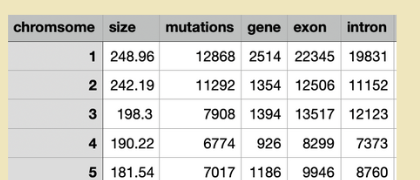 chromsome size mutations gene exon intron
1 248.96 12868 2514 22345 19831
2 242.19 11292 1354 12506 11152
3 198.3 7908 1394 13517 12123
4 190.22 6774 926 8299 7373
5 181.54 7017 1186 9946 8760